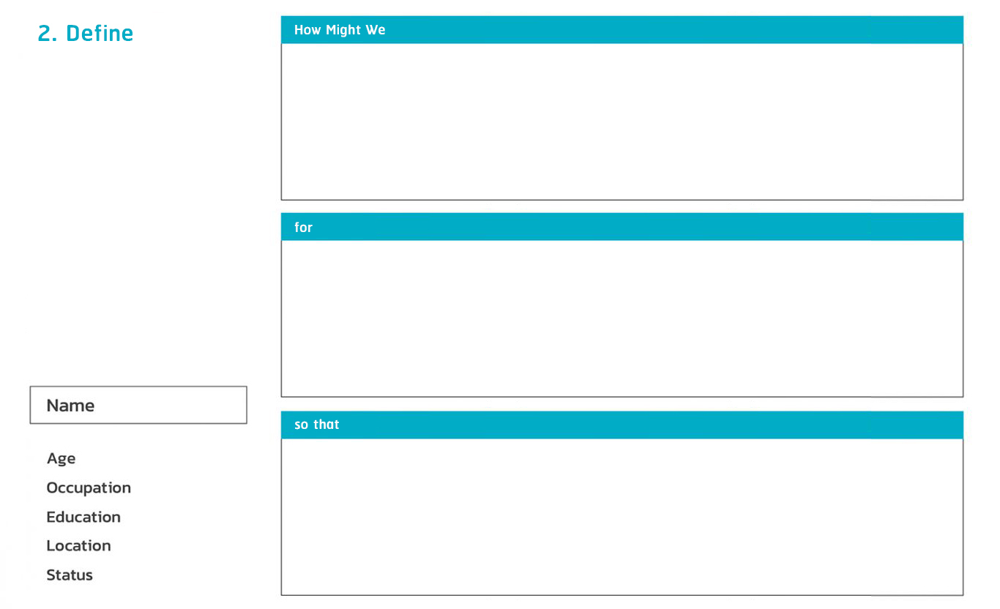 2. Define
How Might We
for
so that
Name
Age
Occupation
Education
Location
Status